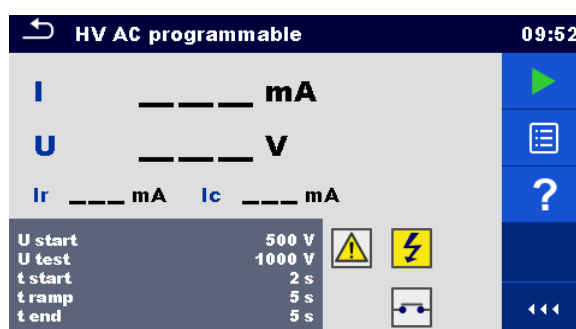 HV AC programmable 09:52
I ___ mA
U ___ V
Ir ___ mA Ic ___ mA
U start 500 V
U test 1000 V
t start 2 s
t ramp 5 s
t end 5 s
?